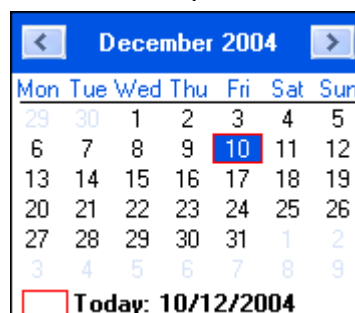 December 2004
Mon Tue Wed Thu Fri Sat Sun
29 30 1 2 3 4 5
6 7 8 9 10 11 12
13 14 15 16 17 18 19
20 21 22 23 24 25 26
27 28 29 30 31 1 2
3 4 5 6 7 8 9
Today: 10/12/2004